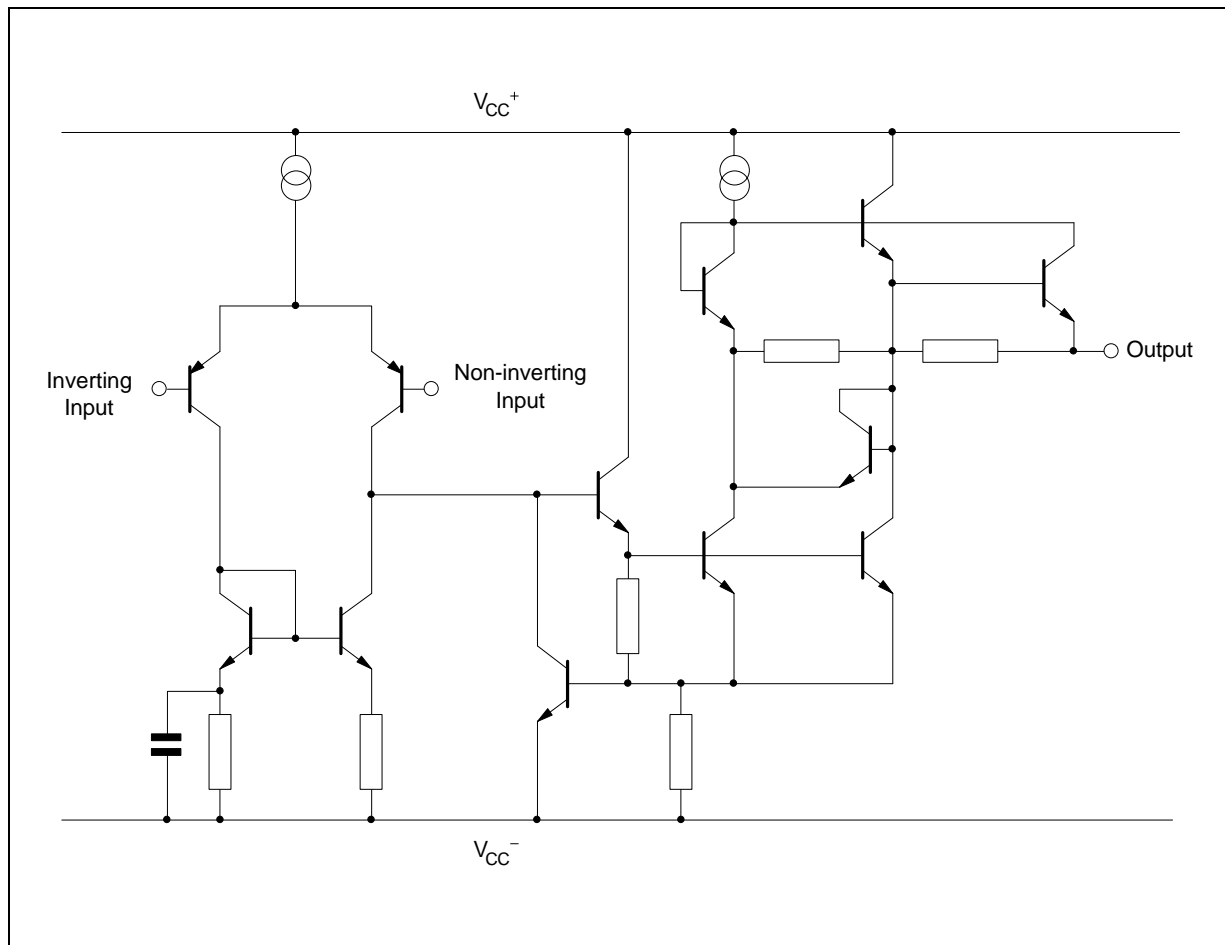 VCC+
Inverting
Input
Non-inverting
Input
Output
VCC−